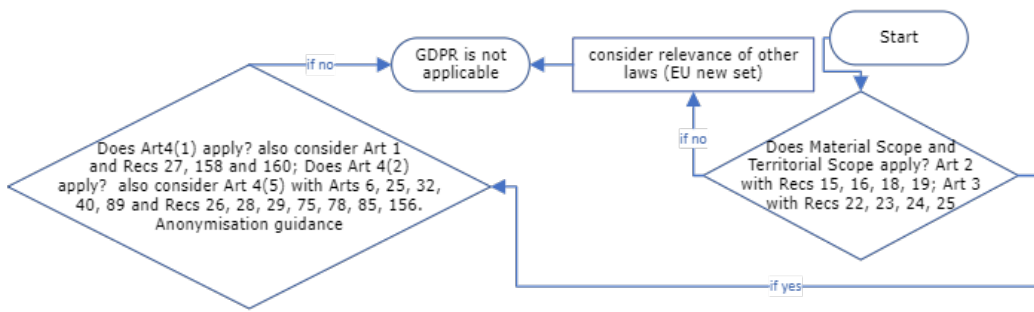 Start
Does Material Scope and
Territorial Scope apply? Art 2
with Recs 15, 16, 18, 19; Art 3
with Recs 22, 23, 24, 25
if no
consider relevance of other
laws (EU new set)
GDPR is not
applicable
if yes
Does Art4(1) apply? also consider Art 1
and Recs 27, 158 and 160; Does Art 4(2)
apply?  also consider Art 4(5) with Arts 6, 25, 32,
40, 89 and Recs 26, 28, 29, 75, 78, 85, 156.
Anonymisation guidance
if no